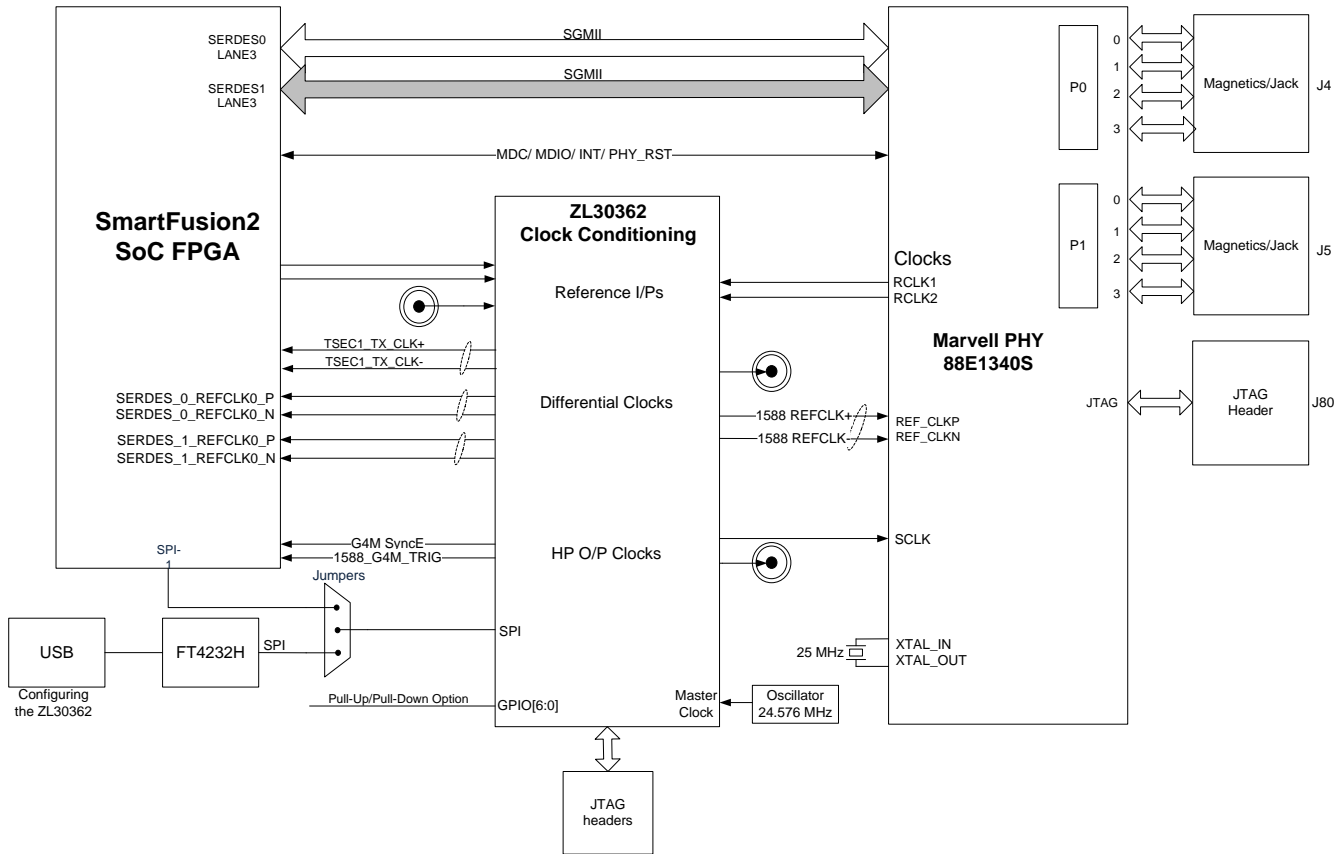 SERDES0
LANE3
SGMII
SERDES1
LANE3
SGMII
MDC/ MDIO/ INT/ PHY_RST
SmartFusion2
SoC FPGA
ZL30362
Clock Conditioning
Reference I/Ps
TSEC1_TX_CLK+
TSEC1_TX_CLK-
SERDES_0_REFCLK0_P
SERDES_0_REFCLK0_N
SERDES_1_REFCLK0_P
SERDES_1_REFCLK0_N
Differential Clocks
1588 REFCLK+
1588 REFCLK-
G4M SyncE
1588_G4M_TRIG
HP O/P Clocks
SPI-
1
Jumpers
USB
FT4232H
SPI
SPI
Configuring
the ZL30362
Pull-Up/Pull-Down Option
GPIO[6:0]
Master
Clock
Oscillator
24.576 MHz
JTAG
headers
Clocks
RCLK1
RCLK2
Marvell PHY
88E1340S
REF_CLKP
REF_CLKN
SCLK
25 MHz
XTAL_IN
XTAL_OUT
P0
0
1
2
3
Magnetics/Jack
J4
P1
0
1
2
3
Magnetics/Jack
J5
JTAG
JTAG
Header
J80